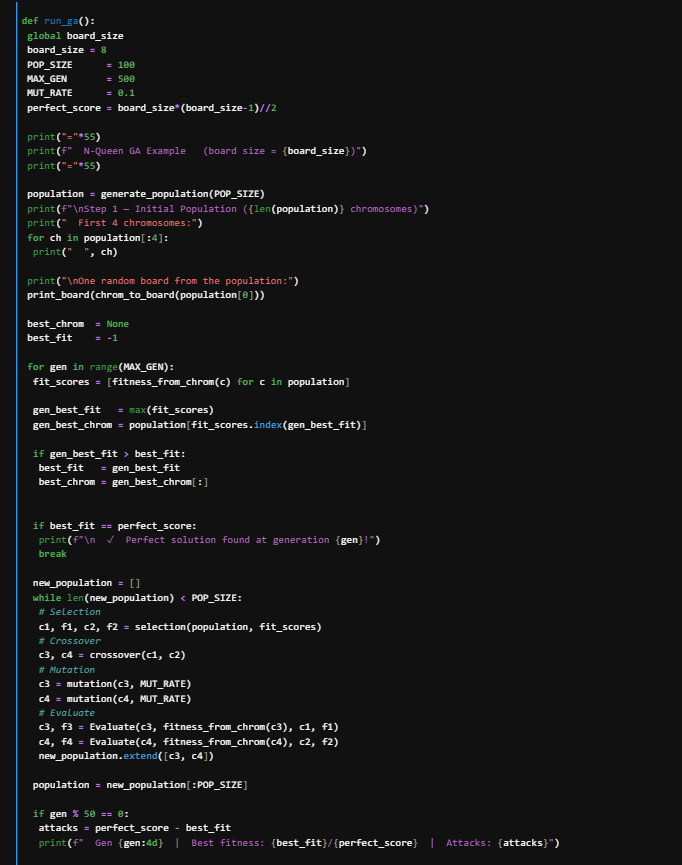 def run_ga():
 global board_size
 board_size = 8
 POP_SIZE     = 100
 MAX_GEN      = 500
 MUT_RATE     = 0.1
 perfect_score = board_size*(board_size-1)//2

 print("="*55)
 print(f"  N-Queen GA Example   (board size = {board_size})")
 print("="*55)

 population = generate_population(POP_SIZE)
 print(f"\nStep 1 — Initial Population ({len(population)} chromosomes)")
 print("  First 4 chromosomes:")
 for ch in population[:4]:
  print("  ", ch)

 print("\nOne random board from the population:")
 print_board(chrom_to_board(population[0]))

 best_chrom  = None
 best_fit    = -1

 for gen in range(MAX_GEN):
  fit_scores = [fitness_from_chrom(c) for c in population]

  gen_best_fit   = max(fit_scores)
  gen_best_chrom = population[fit_scores.index(gen_best_fit)]

  if gen_best_fit > best_fit:
   best_fit   = gen_best_fit
   best_chrom = gen_best_chrom[:]


  if best_fit == perfect_score:
   print(f"\n  ✓  Perfect solution found at generation {gen}!")
   break

  new_population = []
  while len(new_population) < POP_SIZE:
   # Selection
   c1, f1, c2, f2 = selection(population, fit_scores)
   # Crossover
   c3, c4 = crossover(c1, c2)
   # Mutation
   c3 = mutation(c3, MUT_RATE)
   c4 = mutation(c4, MUT_RATE)
   # Evaluate
   c3, f3 = Evaluate(c3, fitness_from_chrom(c3), c1, f1)
   c4, f4 = Evaluate(c4, fitness_from_chrom(c4), c2, f2)
   new_population.extend([c3, c4])

  population = new_population[:POP_SIZE]

  if gen % 50 == 0:
   attacks = perfect_score - best_fit
   print(f"  Gen {gen:4d}  |  Best fitness: {best_fit}/{perfect_score}  |  Attacks: {attacks}")